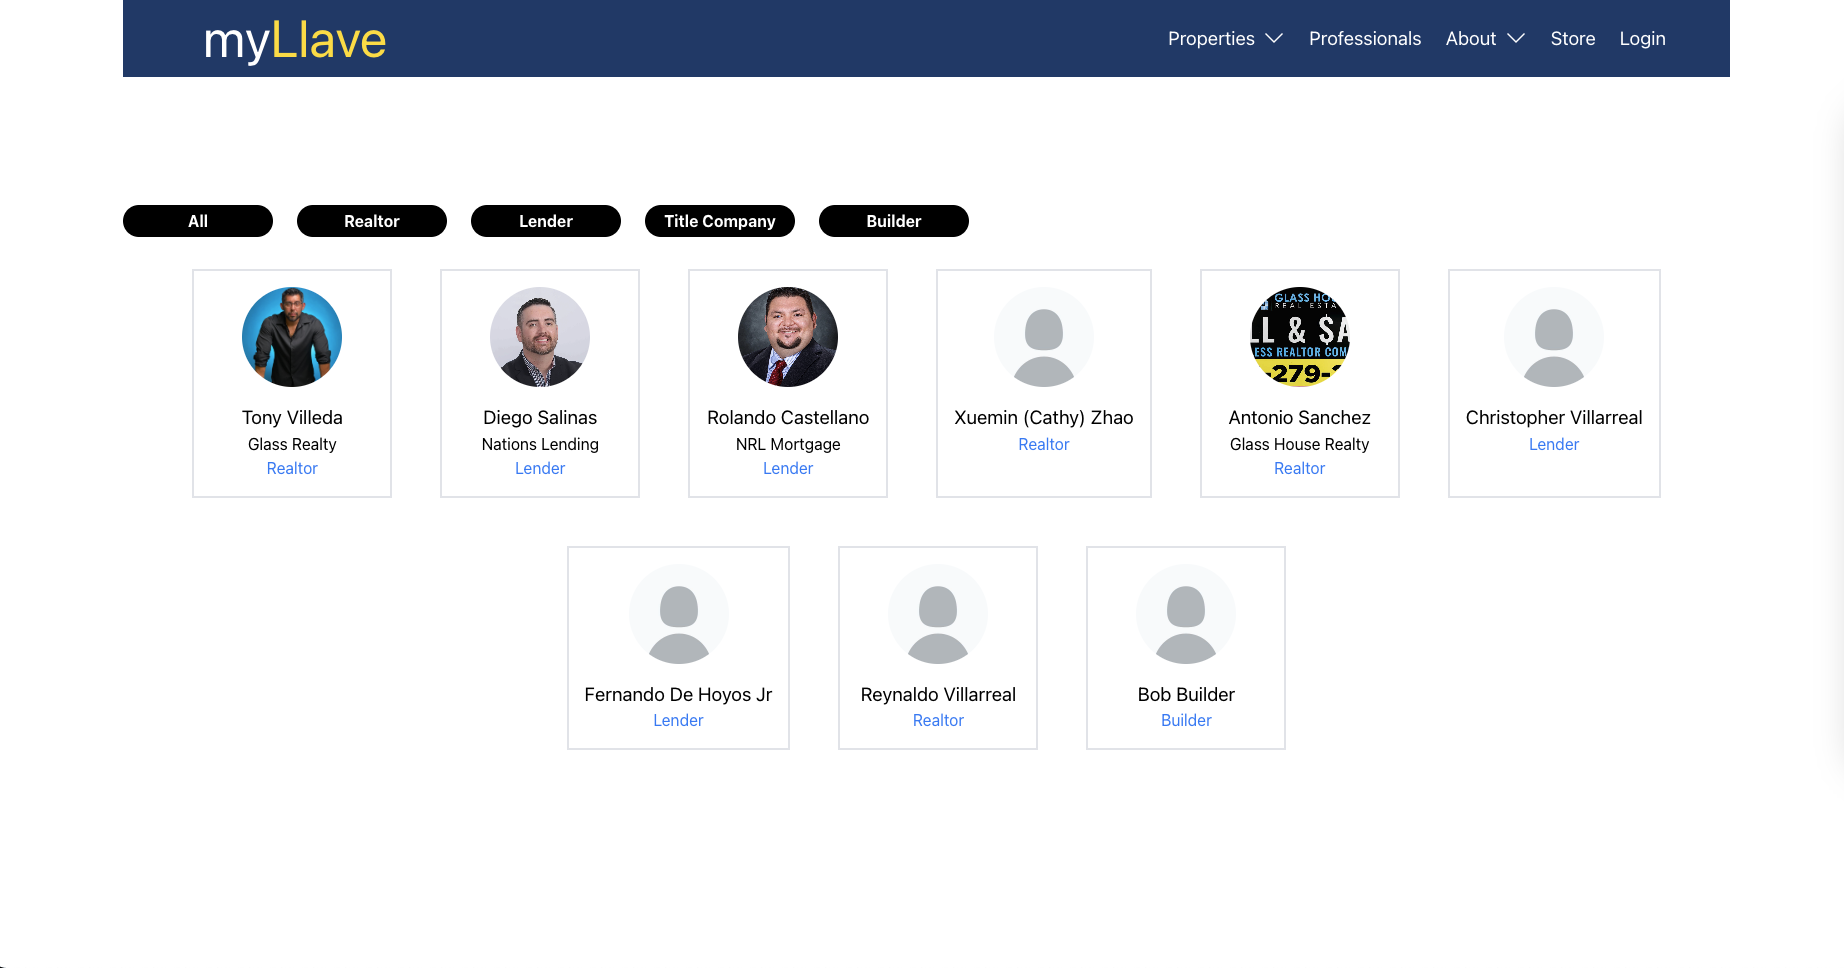 myLlave
Properties Professionals About Store Login
All Realtor Lender Title Company Builder
GLASS HOU
REAL ESTA
LL & $A
ESS REALTOR COM
-279-
Tony Villeda
Glass Realty
Realtor
Diego Salinas
Nations Lending
Lender
Rolando Castellano
NRL Mortgage
Lender
Xuemin (Cathy) Zhao
Realtor
Antonio Sanchez
Glass House Realty
Realtor
Christopher Villarreal
Lender
Fernando De Hoyos Jr
Lender
Reynaldo Villarreal
Realtor
Bob Builder
Builder